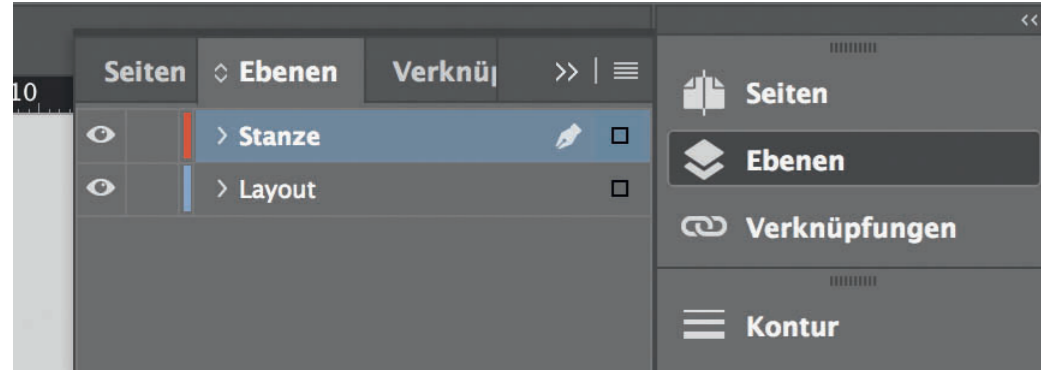 10
Seiten
Ebenen
Verknü
Stanze
Layout
Seiten
Ebenen
Verknüpfungen
Kontur